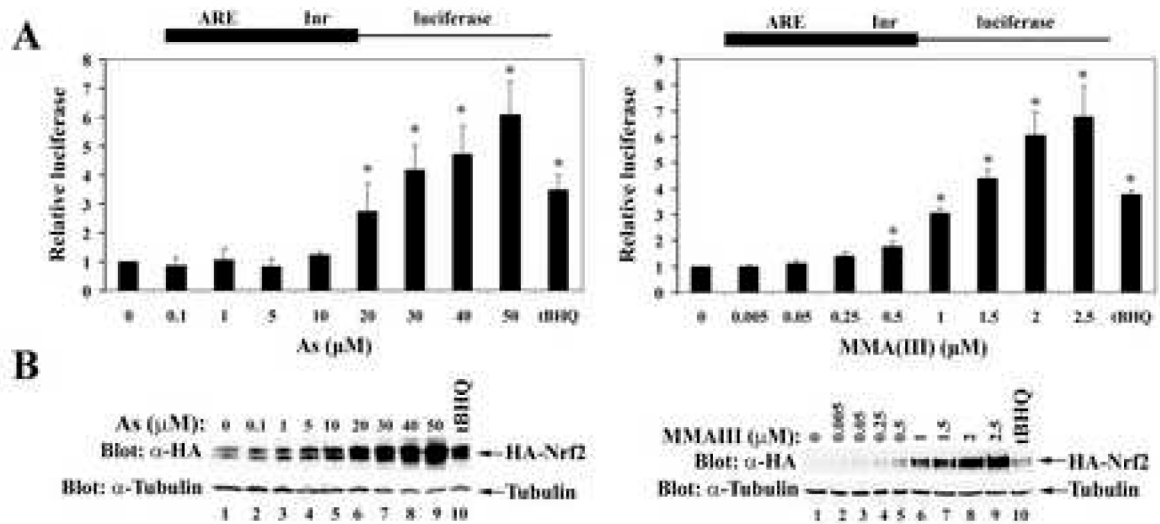 A
ARE Inr luciferase
8
7
6
5
4
3
2
1
0
Relative luciferase
* * * * *
0 0.1 1 5 10 20 30 40 50 tBHQ
As (μM)
ARE Inr luciferase
9
8
7
6
5
4
3
2
1
0
Relative luciferase
* * * * * *
0 0.005 0.05 0.25 0.5 1 1.5 2 2.5 tBHQ
MMA(III) (μM)
B
As (μM): 0 0.1 1 5 10 20 30 40 50 tBHQ
Blot: α-HA HA-Nrf2
Blot: α-Tubulin Tubulin
1 2 3 4 5 6 7 8 9 10
MMAIII (μM): 0 0.005 0.05 0.25 0.5 1 1.5 2 2.5 tBHQ
Blot: α-HA HA-Nrf2
Blot: α-Tubulin Tubulin
1 2 3 4 5 6 7 8 9 10